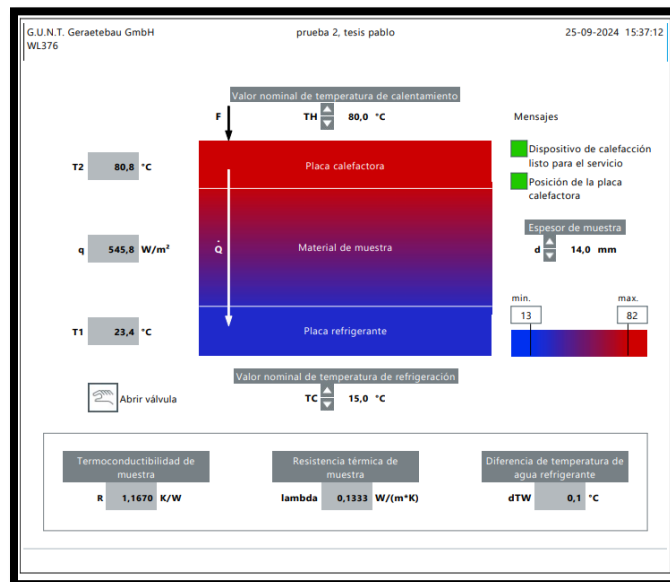 G.U.N.T. Geraetebau GmbH prueba 2, tesis pablo 25-09-2024 15:37:12
WL376
Valor nominal de temperatura de calentamiento
F TH 80,0 °C
Mensajes
Dispositivo de calefacción
listo para el servicio
T2 80,8 °C Placa calefactora
Posición de la placa
calefactora
Espesor de muestra
q 545,8 W/m² Q̇ Material de muestra d 14,0 mm
min. max.
13 82
T1 23,4 °C Placa refrigerante
Valor nominal de temperatura de refrigeración
Abrir válvula TC 15,0 °C
Termoconductibilidad de
muestra
R 1,1670 K/W
Resistencia térmica de
muestra
lambda 0,1333 W/(m*K)
Diferencia de temperatura de
agua refrigerante
dTW 0,1 °C